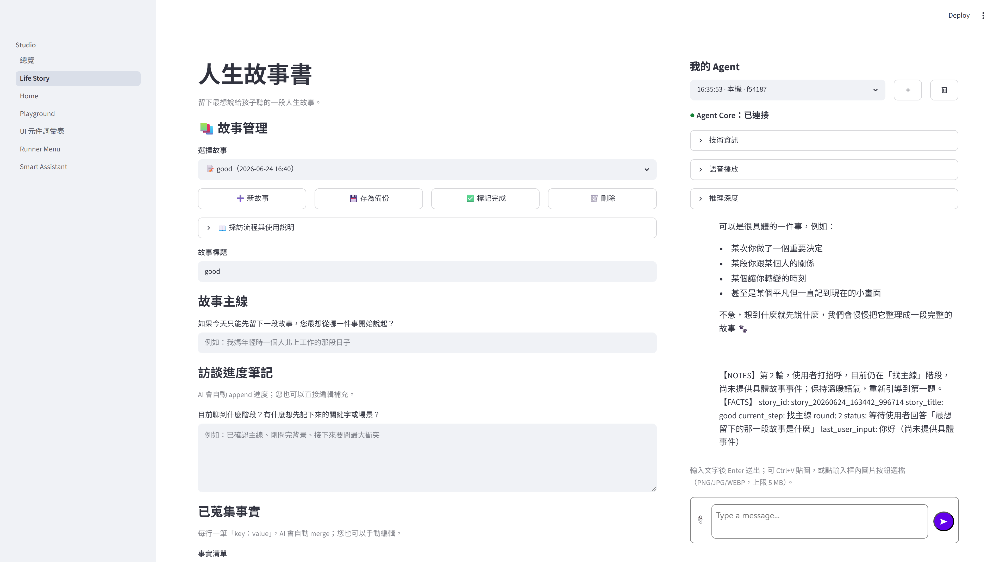 Deploy
Studio
總覽
Life Story
Home
Playground
UI 元件詞彙表
Runner Menu
Smart Assistant
人生故事書
留下最想說給孩子聽的一段人生故事。
📚 故事管理
選擇故事
📝 good（2026-06-24 16:40）
➕ 新故事
💾 存為備份
✅ 標記完成
🗑️ 刪除
📖 採訪流程與使用說明
故事標題
good
故事主線
如果今天只能先留下一段故事，您最想從哪一件事開始說起？
例如：我媽年輕時一個人北上工作的那段日子
訪談進度筆記
AI 會自動 append 進度；您也可以直接編輯補充。
目前聊到什麼階段？有什麼想先記下來的關鍵字或場景？
例如：已確認主線、剛問完背景、接下來要問最大衝突
已蒐集事實
每行一筆「key：value」，AI 會自動 merge；您也可以手動編輯。
事實清單
我的 Agent
16:35:53 · 本機 · f54187
Agent Core：已連接
技術資訊
語音播放
推理深度
可以是很具體的一件事，例如：
• 某次你做了一個重要決定
• 某段你跟某個人的關係
• 某個讓你轉變的時刻
• 甚至是某個平凡但一直記到現在的小畫面
不急，想到什麼就先說什麼，我們會慢慢把它整理成一段完整的
故事 🐾
【NOTES】第 2 輪，使用者打招呼，目前仍在「找主線」階段，
尚未提供具體故事事件；保持溫暖語氣，重新引導到第一題。
【FACTS】 story_id: story_20260624_163442_996714 story_title:
good current_step: 找主線 round: 2 status: 等待使用者回答「最想
留下的那一段故事是什麼」 last_user_input: 你好（尚未提供具體
事件）
輸入文字後 Enter 送出；可 Ctrl+V 貼圖，或點輸入框內圖片按鈕選檔
（PNG/JPG/WEBP，上限 5 MB）。
Type a message...